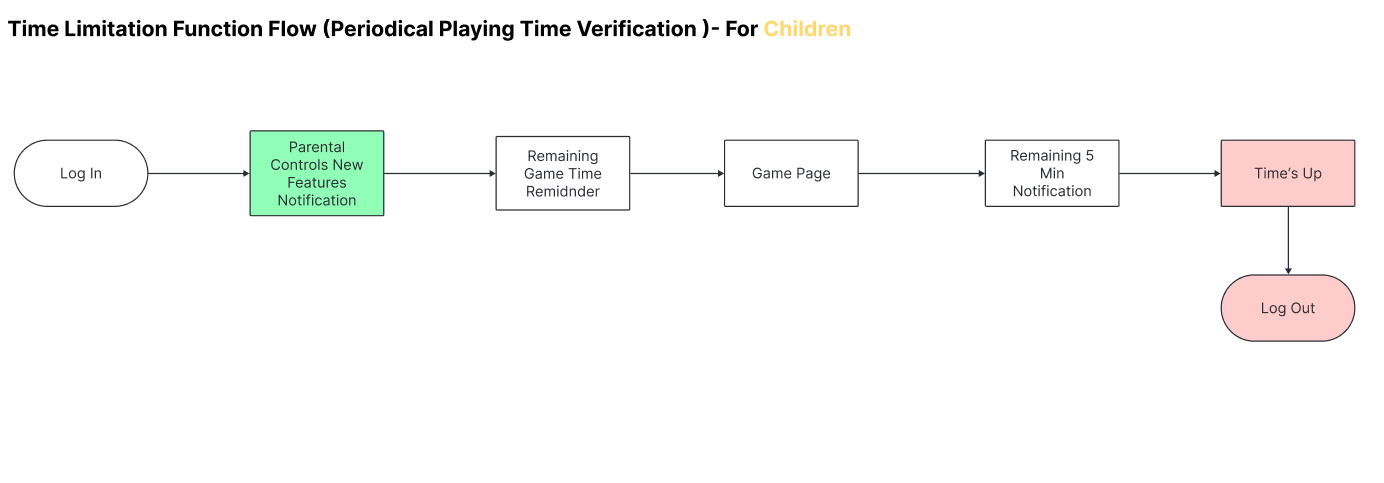 Time Limitation Function Flow (Periodical Playing Time Verification )- For Children
Log In
Parental
Controls New
Features
Notification
Remaining
Game Time
Remidnder
Game Page
Remaining 5
Min
Notification
Time's Up
Log Out